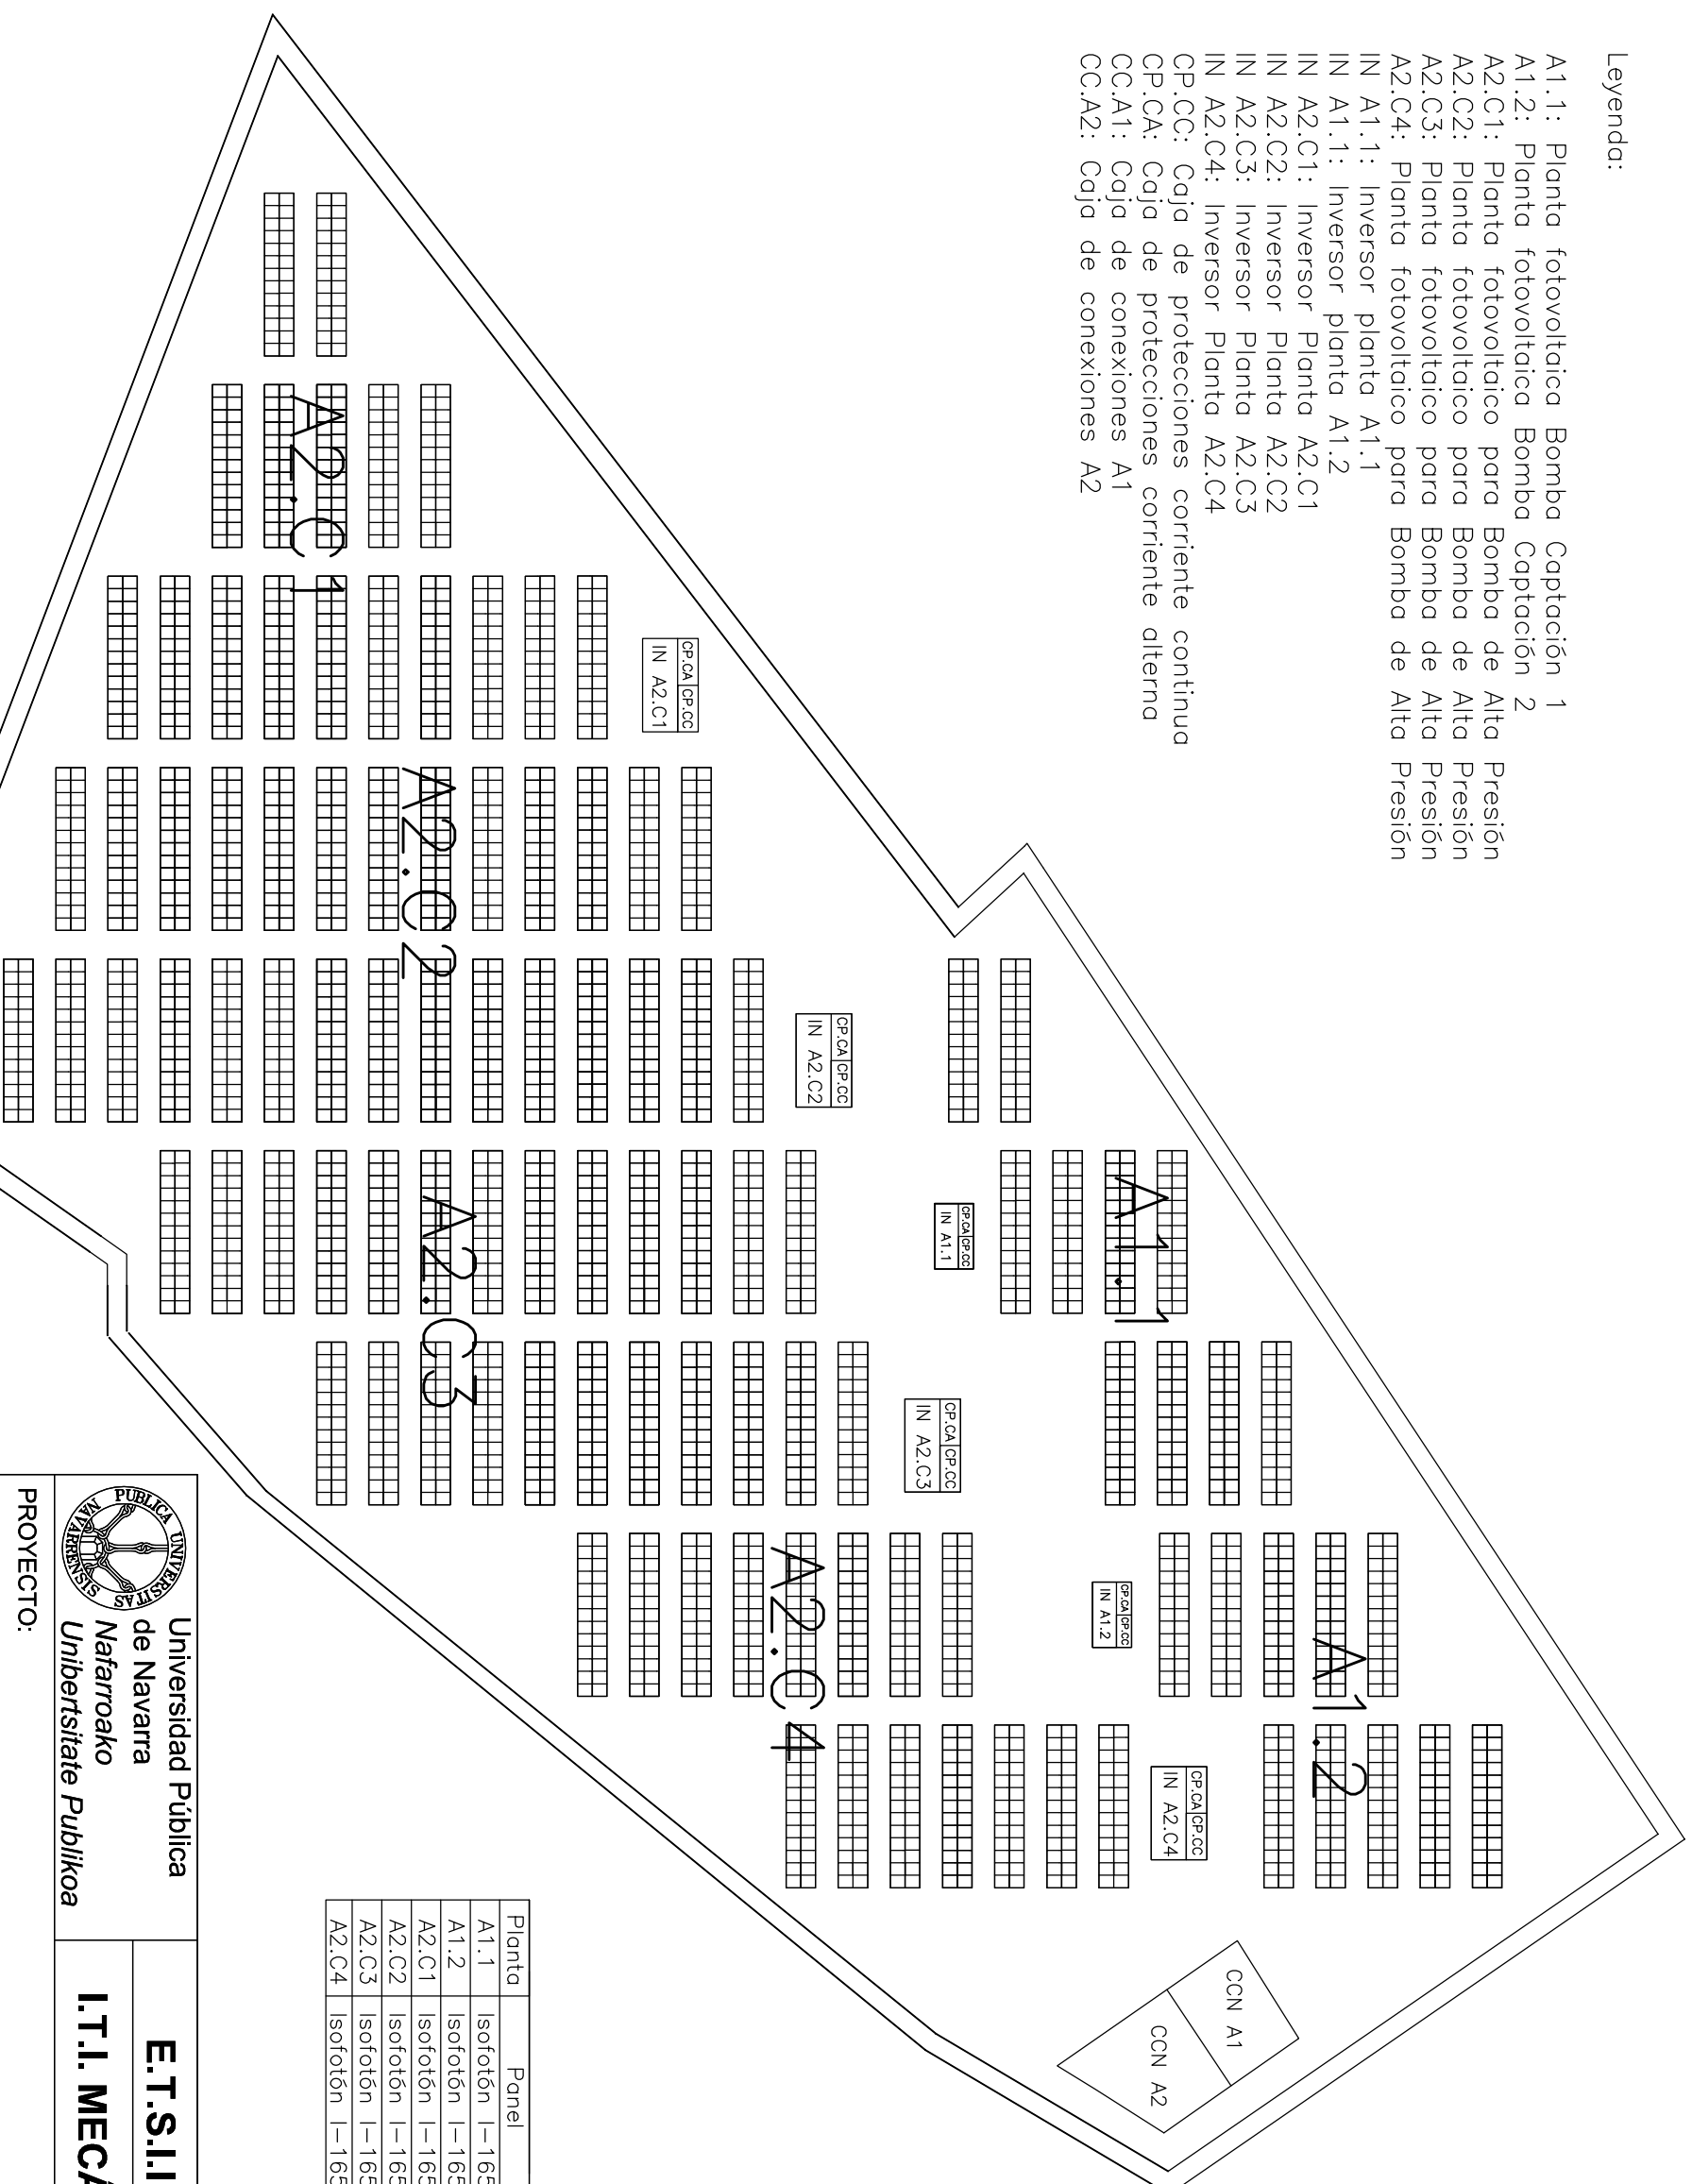 Leyenda:
A1.1: Planta fotovoltaica Bomba Captación 1
A1.2: Planta fotovoltaica Bomba Captación 2
A2.C1: Planta fotovoltaico para Bomba de Alta Presión
A2.C2: Planta fotovoltaico para Bomba de Alta Presión
A2.C3: Planta fotovoltaico para Bomba de Alta Presión
A2.C4: Planta fotovoltaico para Bomba de Alta Presión
IN A1.1: Inversor planta A1.1
IN A1.1: Inversor planta A1.2
IN A2.C1: Inversor Planta A2.C1
IN A2.C2: Inversor Planta A2.C2
IN A2.C3: Inversor Planta A2.C3
IN A2.C4: Inversor Planta A2.C4
CP.CC: Caja de protecciones corriente continua
CP.CA: Caja de protecciones corriente alterna
CC.A1: Caja de conexiones A1
CC.A2: Caja de conexiones A2
A1.1
A1.2
CP.CA CP.CC
IN A1.1
CP.CA CP.CC
IN A1.2
CP.CA CP.CC
IN A2.C1
CP.CA CP.CC
IN A2.C2
CP.CA CP.CC
IN A2.C3
CP.CA CP.CC
IN A2.C4
CCN A1
CCN A2
A2.C1
A2.C2
A2.C3
A2.C4
Planta Panel
A1.1 Isofotón I-165
A1.2 Isofotón I-165
A2.C1 Isofotón I-165
A2.C2 Isofotón I-165
A2.C3 Isofotón I-165
A2.C4 Isofotón I-165
PUBLICA UNIVERSITAS NAVARRENSIS
Universidad Pública
de Navarra
Nafarroako
Unibertsitate Publikoa
E.T.S.I.I
I.T.I. MECÁ
PROYECTO: